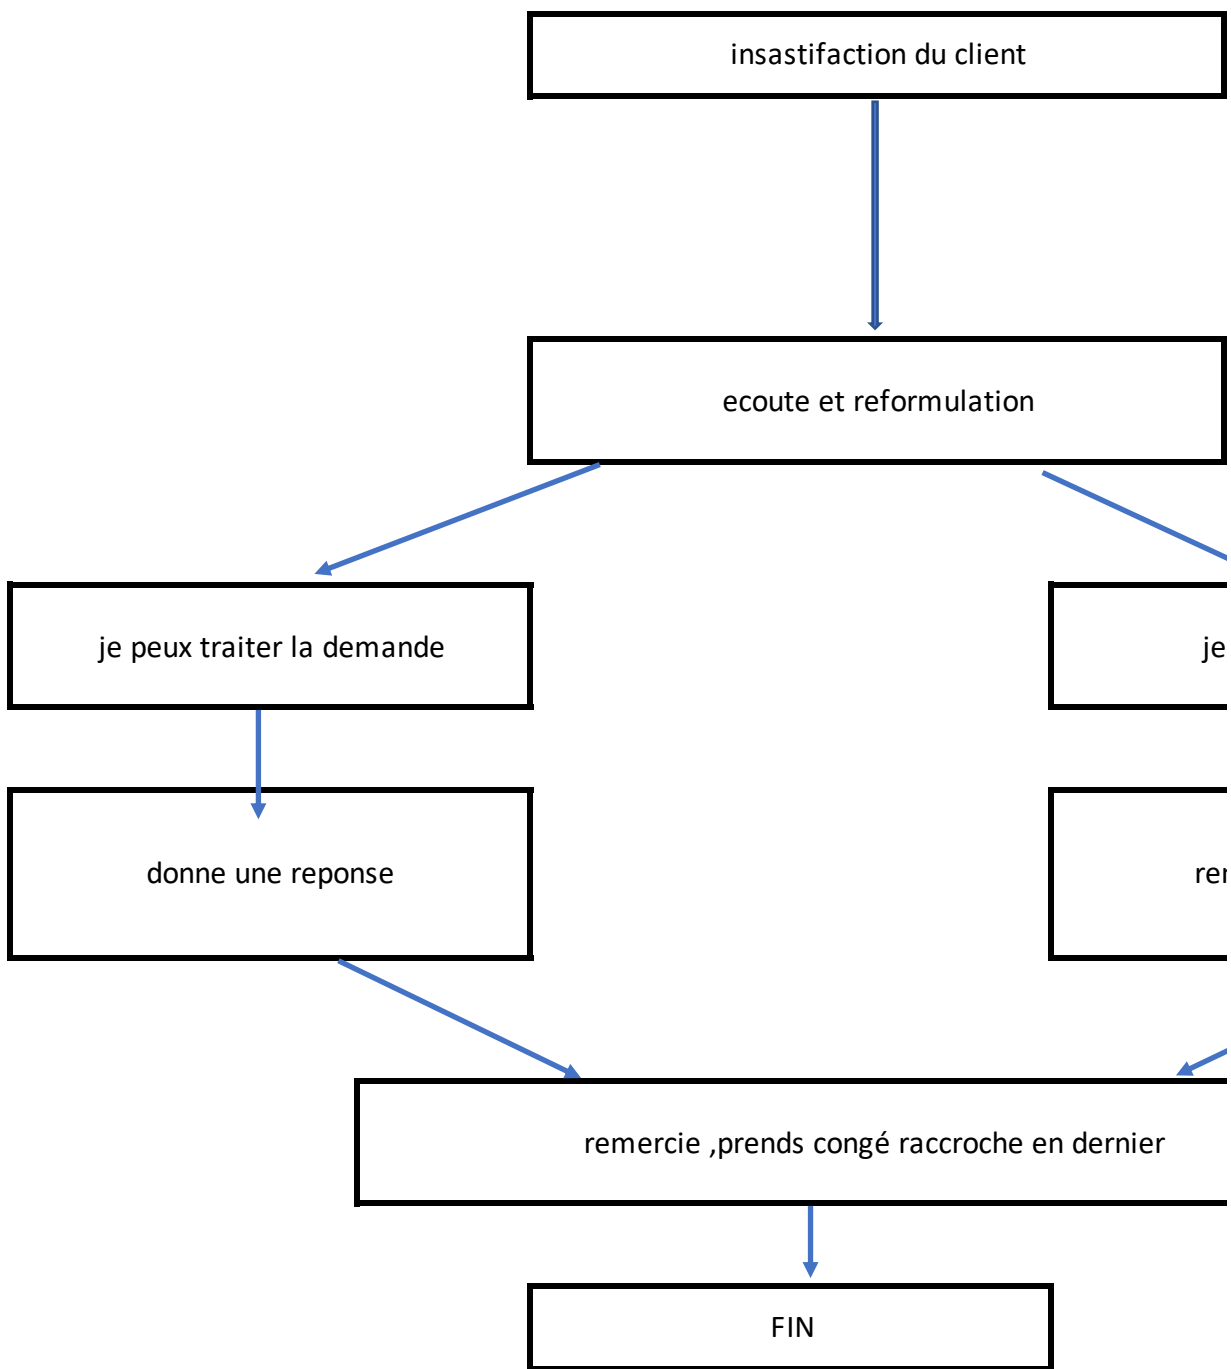 insastifaction du client
ecoute et reformulation
je peux traiter la demande
je
donne une reponse
remercie ,prends congé raccroche en dernier
FIN